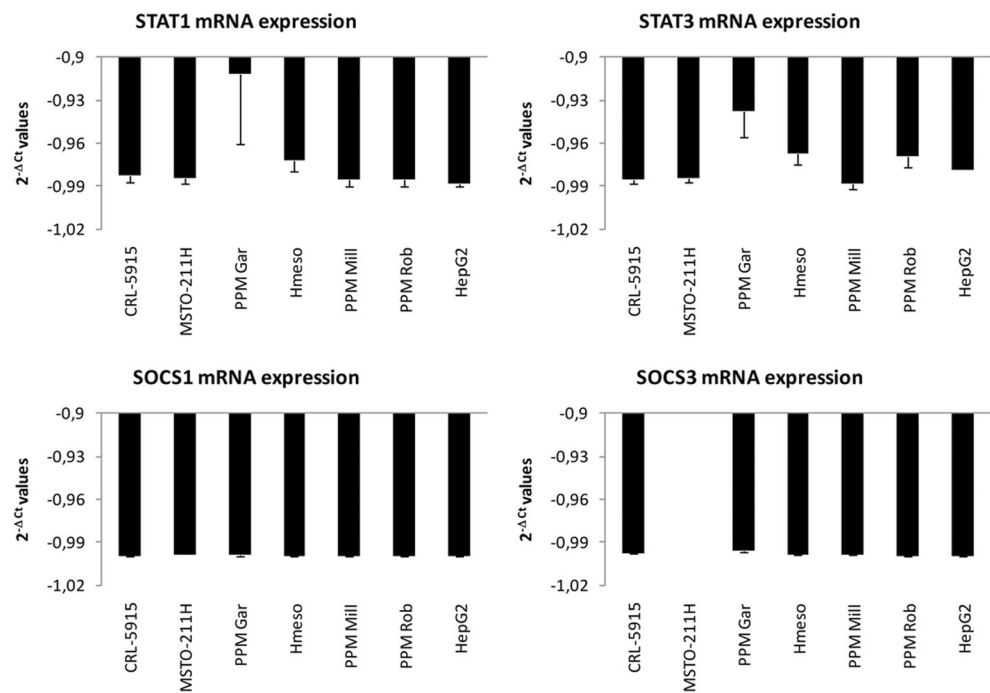 STAT1 mRNA expression
2^-Δ Ct values
-0,9
-0,93
-0,96
-0,99
-1,02
CRL-5915
MSTO-211H
PPM Gar
Hmeso
PPM Mill
PPM Rob
HepG2
STAT3 mRNA expression
2^-Δ Ct values
-0,9
-0,93
-0,96
-0,99
-1,02
CRL-5915
MSTO-211H
PPM Gar
Hmeso
PPM Mill
PPM Rob
HepG2
SOCS1 mRNA expression
2^-Δ Ct values
-0,9
-0,93
-0,96
-0,99
-1,02
CRL-5915
MSTO-211H
PPM Gar
Hmeso
PPM Mill
PPM Rob
HepG2
SOCS3 mRNA expression
2^-Δ Ct values
-0,9
-0,93
-0,96
-0,99
-1,02
CRL-5915
MSTO-211H
PPM Gar
Hmeso
PPM Mill
PPM Rob
HepG2